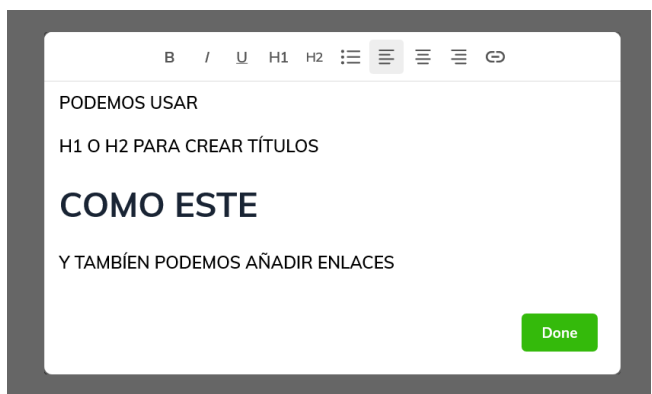 B I U H1 H2
PODEMOS USAR
H1 O H2 PARA CREAR TÍTULOS
COMO ESTE
Y TAMBÍEN PODEMOS AÑADIR ENLACES
Done